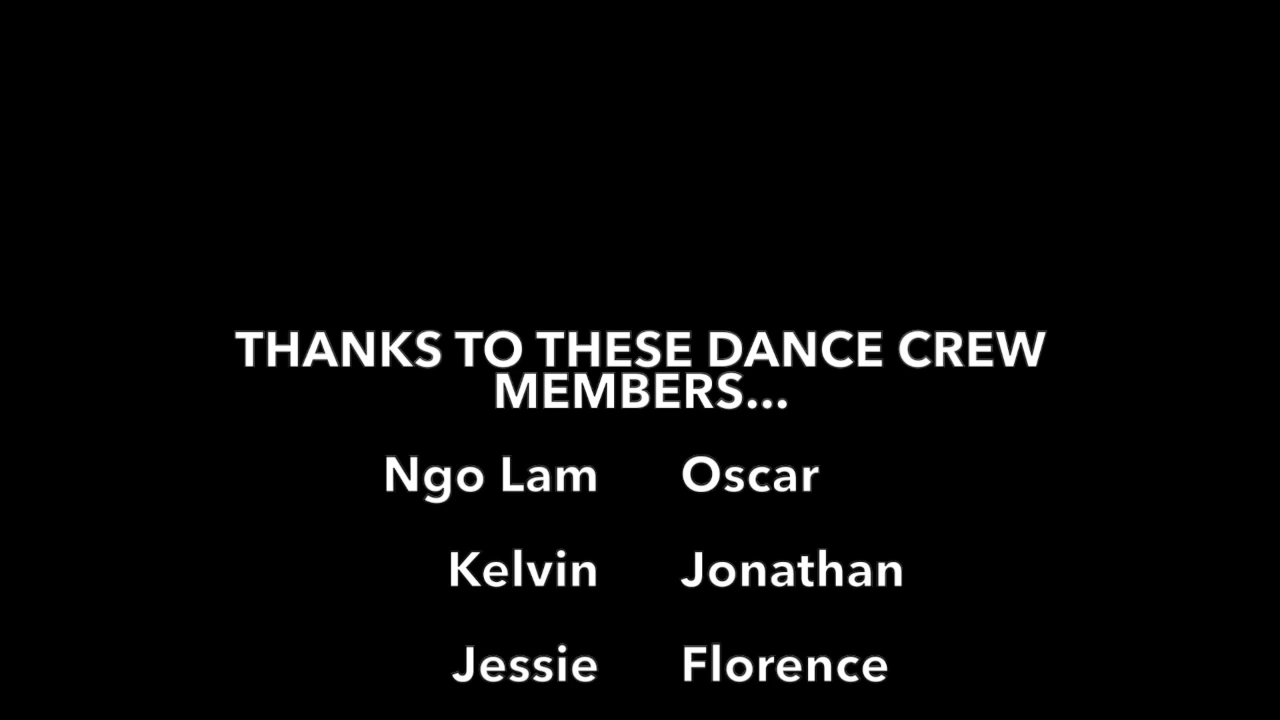 THANKS TO THESE DANCE CREW
MEMBERS...
Ngo Lam Oscar
Kelvin Jonathan
Jessie Florence